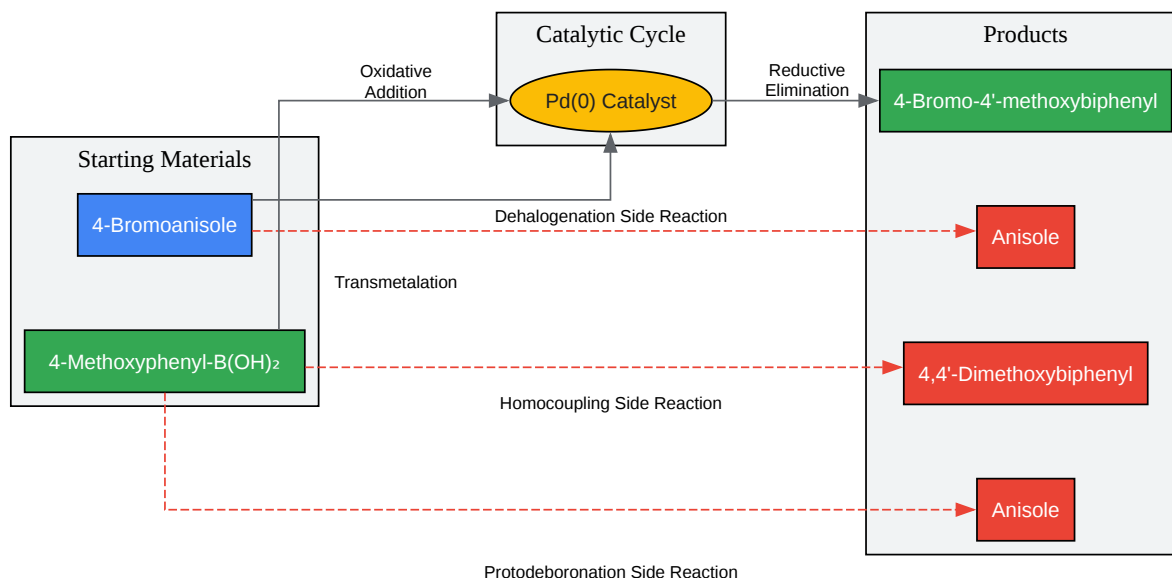 Catalytic Cycle
Products
Oxidative
Addition
Pd(0) Catalyst
Reductive
Elimination
4-Bromo-4'-methoxybiphenyl
Starting Materials
4-Bromoanisole
Dehalogenation Side Reaction
Anisole
Transmetalation
4-Methoxyphenyl-B(OH)₂
4,4'-Dimethoxybiphenyl
Homocoupling Side Reaction
Anisole
Protodeboronation Side Reaction